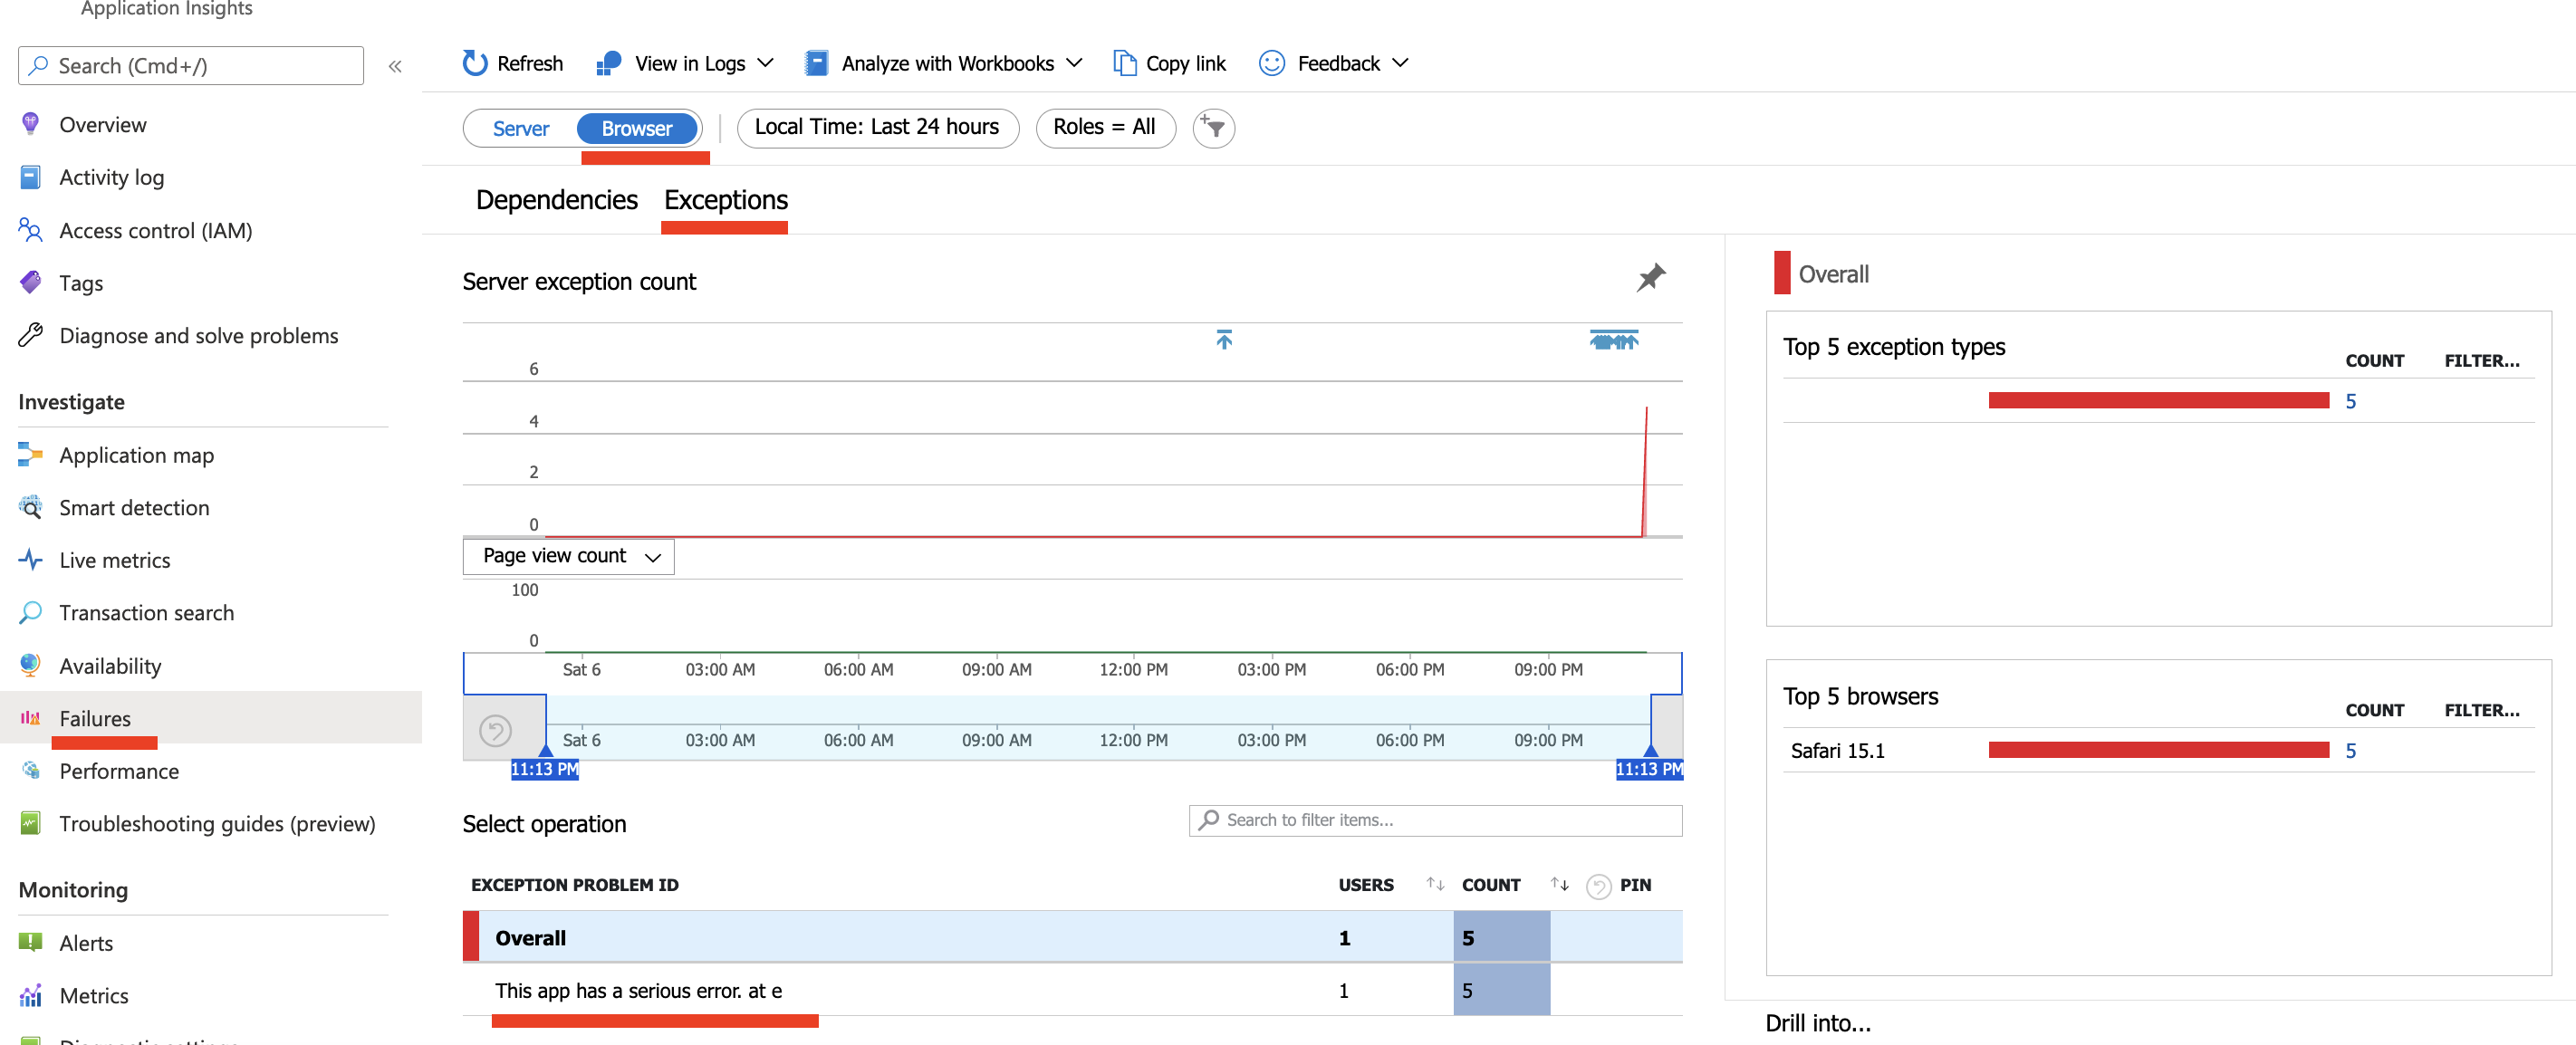 Application Insights
Search (Cmd+/)
«
Overview
Activity log
Access control (IAM)
Tags
Diagnose and solve problems
Investigate
Application map
Smart detection
Live metrics
Transaction search
Availability
Failures
Performance
Troubleshooting guides (preview)
Monitoring
Alerts
Metrics
Diagnostic settings
Refresh
View in Logs
Analyze with Workbooks
Copy link
Feedback
Server
Browser
Local Time: Last 24 hours
Roles = All
Dependencies
Exceptions
Server exception count
6
4
2
0
Page view count
100
0
Sat 6 03:00 AM 06:00 AM 09:00 AM 12:00 PM 03:00 PM 06:00 PM 09:00 PM
Sat 6 03:00 AM 06:00 AM 09:00 AM 12:00 PM 03:00 PM 06:00 PM 09:00 PM
11:13 PM 11:13 PM
Select operation
Search to filter items...
EXCEPTION PROBLEM ID USERS COUNT PIN
Overall 1 5
This app has a serious error. at e 1 5
Overall
Top 5 exception types
COUNT FILTER...
5
Top 5 browsers
COUNT FILTER...
Safari 15.1 5
Drill into...